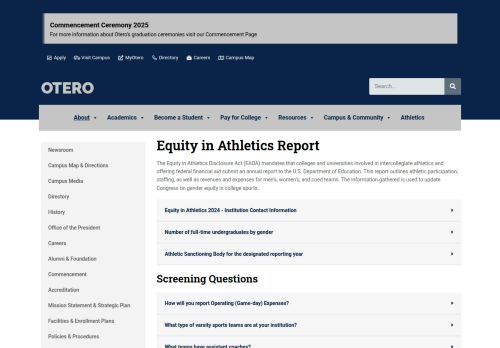 Commencement Ceremony 2025
For more information about Otero's graduation ceremonies visit our Commencement Page
Apply Visit Campus MyOtero Directory Careers Campus Map
OTERO
Search...
About Academics Become a Student Pay for College Resources Campus & Community Athletics
Newsroom
Campus Map & Directions
Campus Media
Directory
History
Office of the President
Careers
Alumni & Foundation
Commencement
Accreditation
Mission Statement & Strategic Plan
Facilities & Enrollment Plans
Policies & Procedures
Equity in Athletics Report
The Equity in Athletics Disclosure Act (EADA) mandates that colleges and universities involved in intercollegiate athletics and
offering federal financial aid submit an annual report to the U.S. Department of Education. This report outlines athletic participation,
staffing, as well as revenues and expenses for men's, women's, and coed teams. The information gathered is used to update
Congress on gender equity in college sports.
Equity in Athletics 2024 - Institution Contact Information
Number of full-time undergraduates by gender
Athletic Sanctioning Body for the designated reporting year
Screening Questions
How will you report Operating (Game-day) Expenses?
What type of varsity sports teams are at your institution?
What teams have assistant coaches?